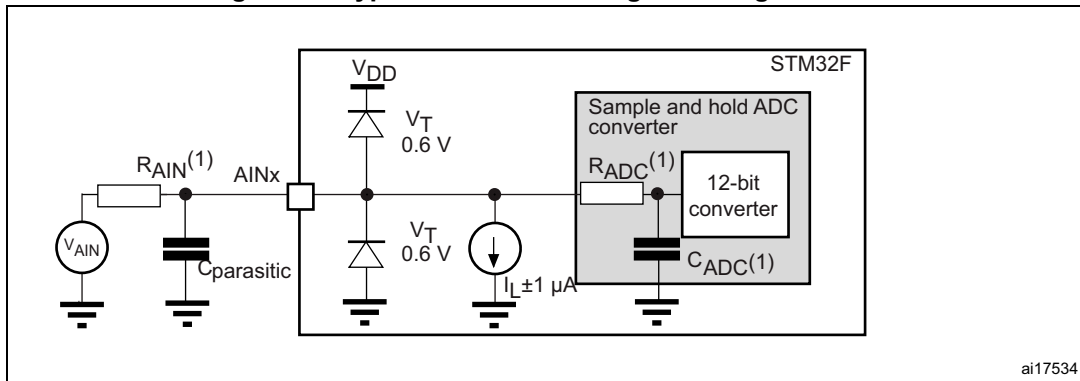 STM32F
VDD
Sample and hold ADC
converter
VT
0.6 V
RAIN(1)
AINx
RADC(1)
12-bit
converter
VAIN
Cparasitic
VT
0.6 V
IL±1 µA
CADC(1)
ai17534